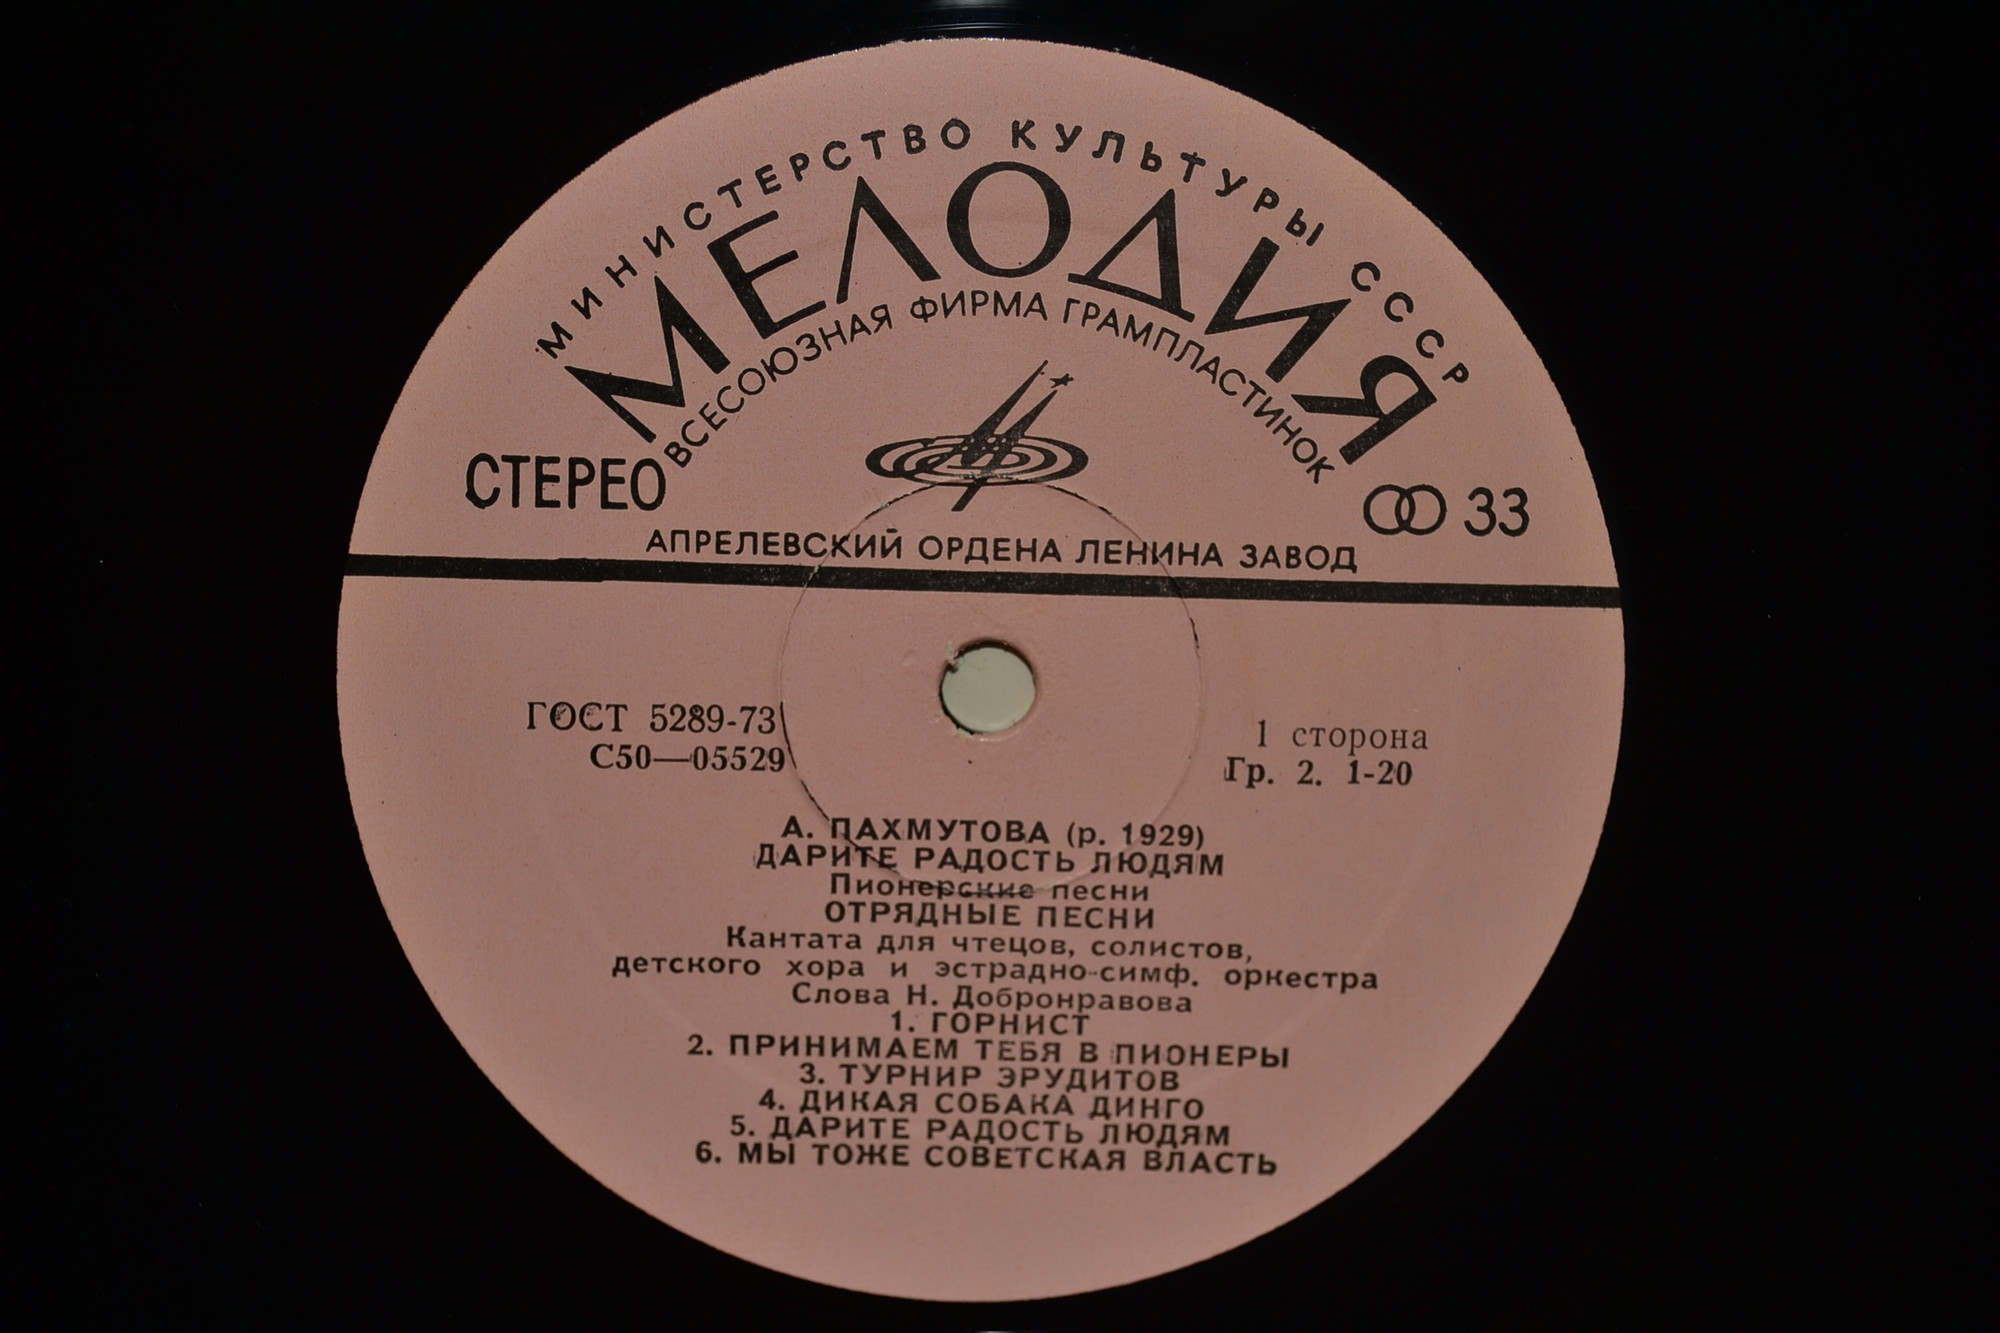 МИНИСТЕРСТВО КУЛЬТУРЫ СССР
МЕЛОДИЯ
ВСЕСОЮЗНАЯ ФИРМА ГРАМПЛАСТИНОК
СТЕРЕО
33
АПРЕЛЕВСКИЙ ОРДЕНА ЛЕНИНА ЗАВОД
ГОСТ 5289-73
С50—05529
1 сторона
Гр. 2. 1-20
А. ПАХМУТОВА (р. 1929)
ДАРИТЕ РАДОСТЬ ЛЮДЯМ
Пионерские песни
ОТРЯДНЫЕ ПЕСНИ
Кантата для чтецов, солистов,
детского хора и эстрадно-симф. оркестра
Слова Н. Добронравова
1. ГОРНИСТ
2. ПРИНИМАЕМ ТЕБЯ В ПИОНЕРЫ
3. ТУРНИР ЭРУДИТОВ
4. ДИКАЯ СОБАКА ДИНГО
5. ДАРИТЕ РАДОСТЬ ЛЮДЯМ
6. МЫ ТОЖЕ СОВЕТСКАЯ ВЛАСТЬ